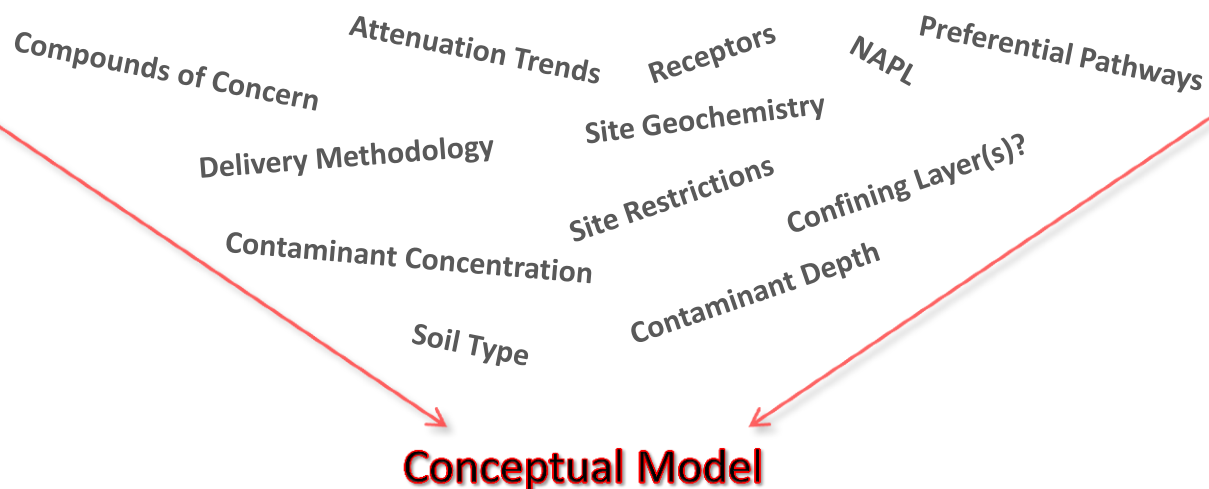 Compounds of Concern
Attenuation Trends
Receptors
NAPL
Preferential Pathways
Delivery Methodology
Site Geochemistry
Site Restrictions
Confining Layer(s)?
Contaminant Concentration
Contaminant Depth
Soil Type
Conceptual Model